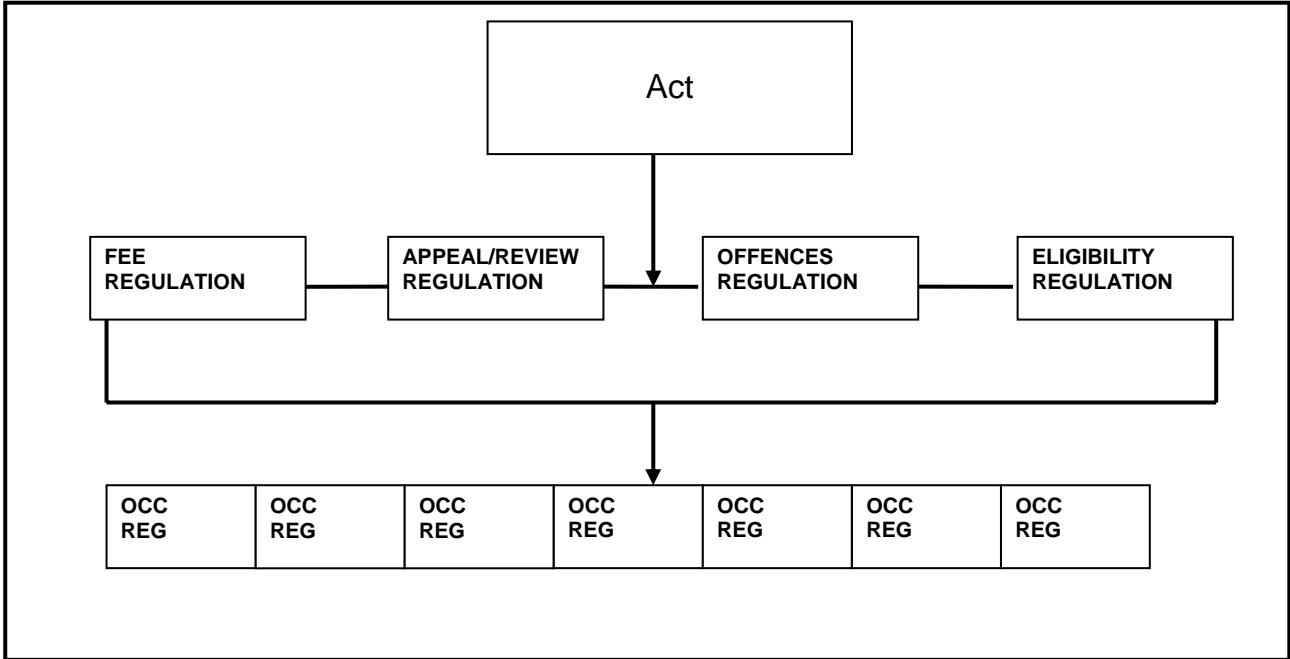 Act
FEE
REGULATION
APPEAL/REVIEW
REGULATION
OFFENCES
REGULATION
ELIGIBILITY
REGULATION
OCC
REG
OCC
REG
OCC
REG
OCC
REG
OCC
REG
OCC
REG
OCC
REG